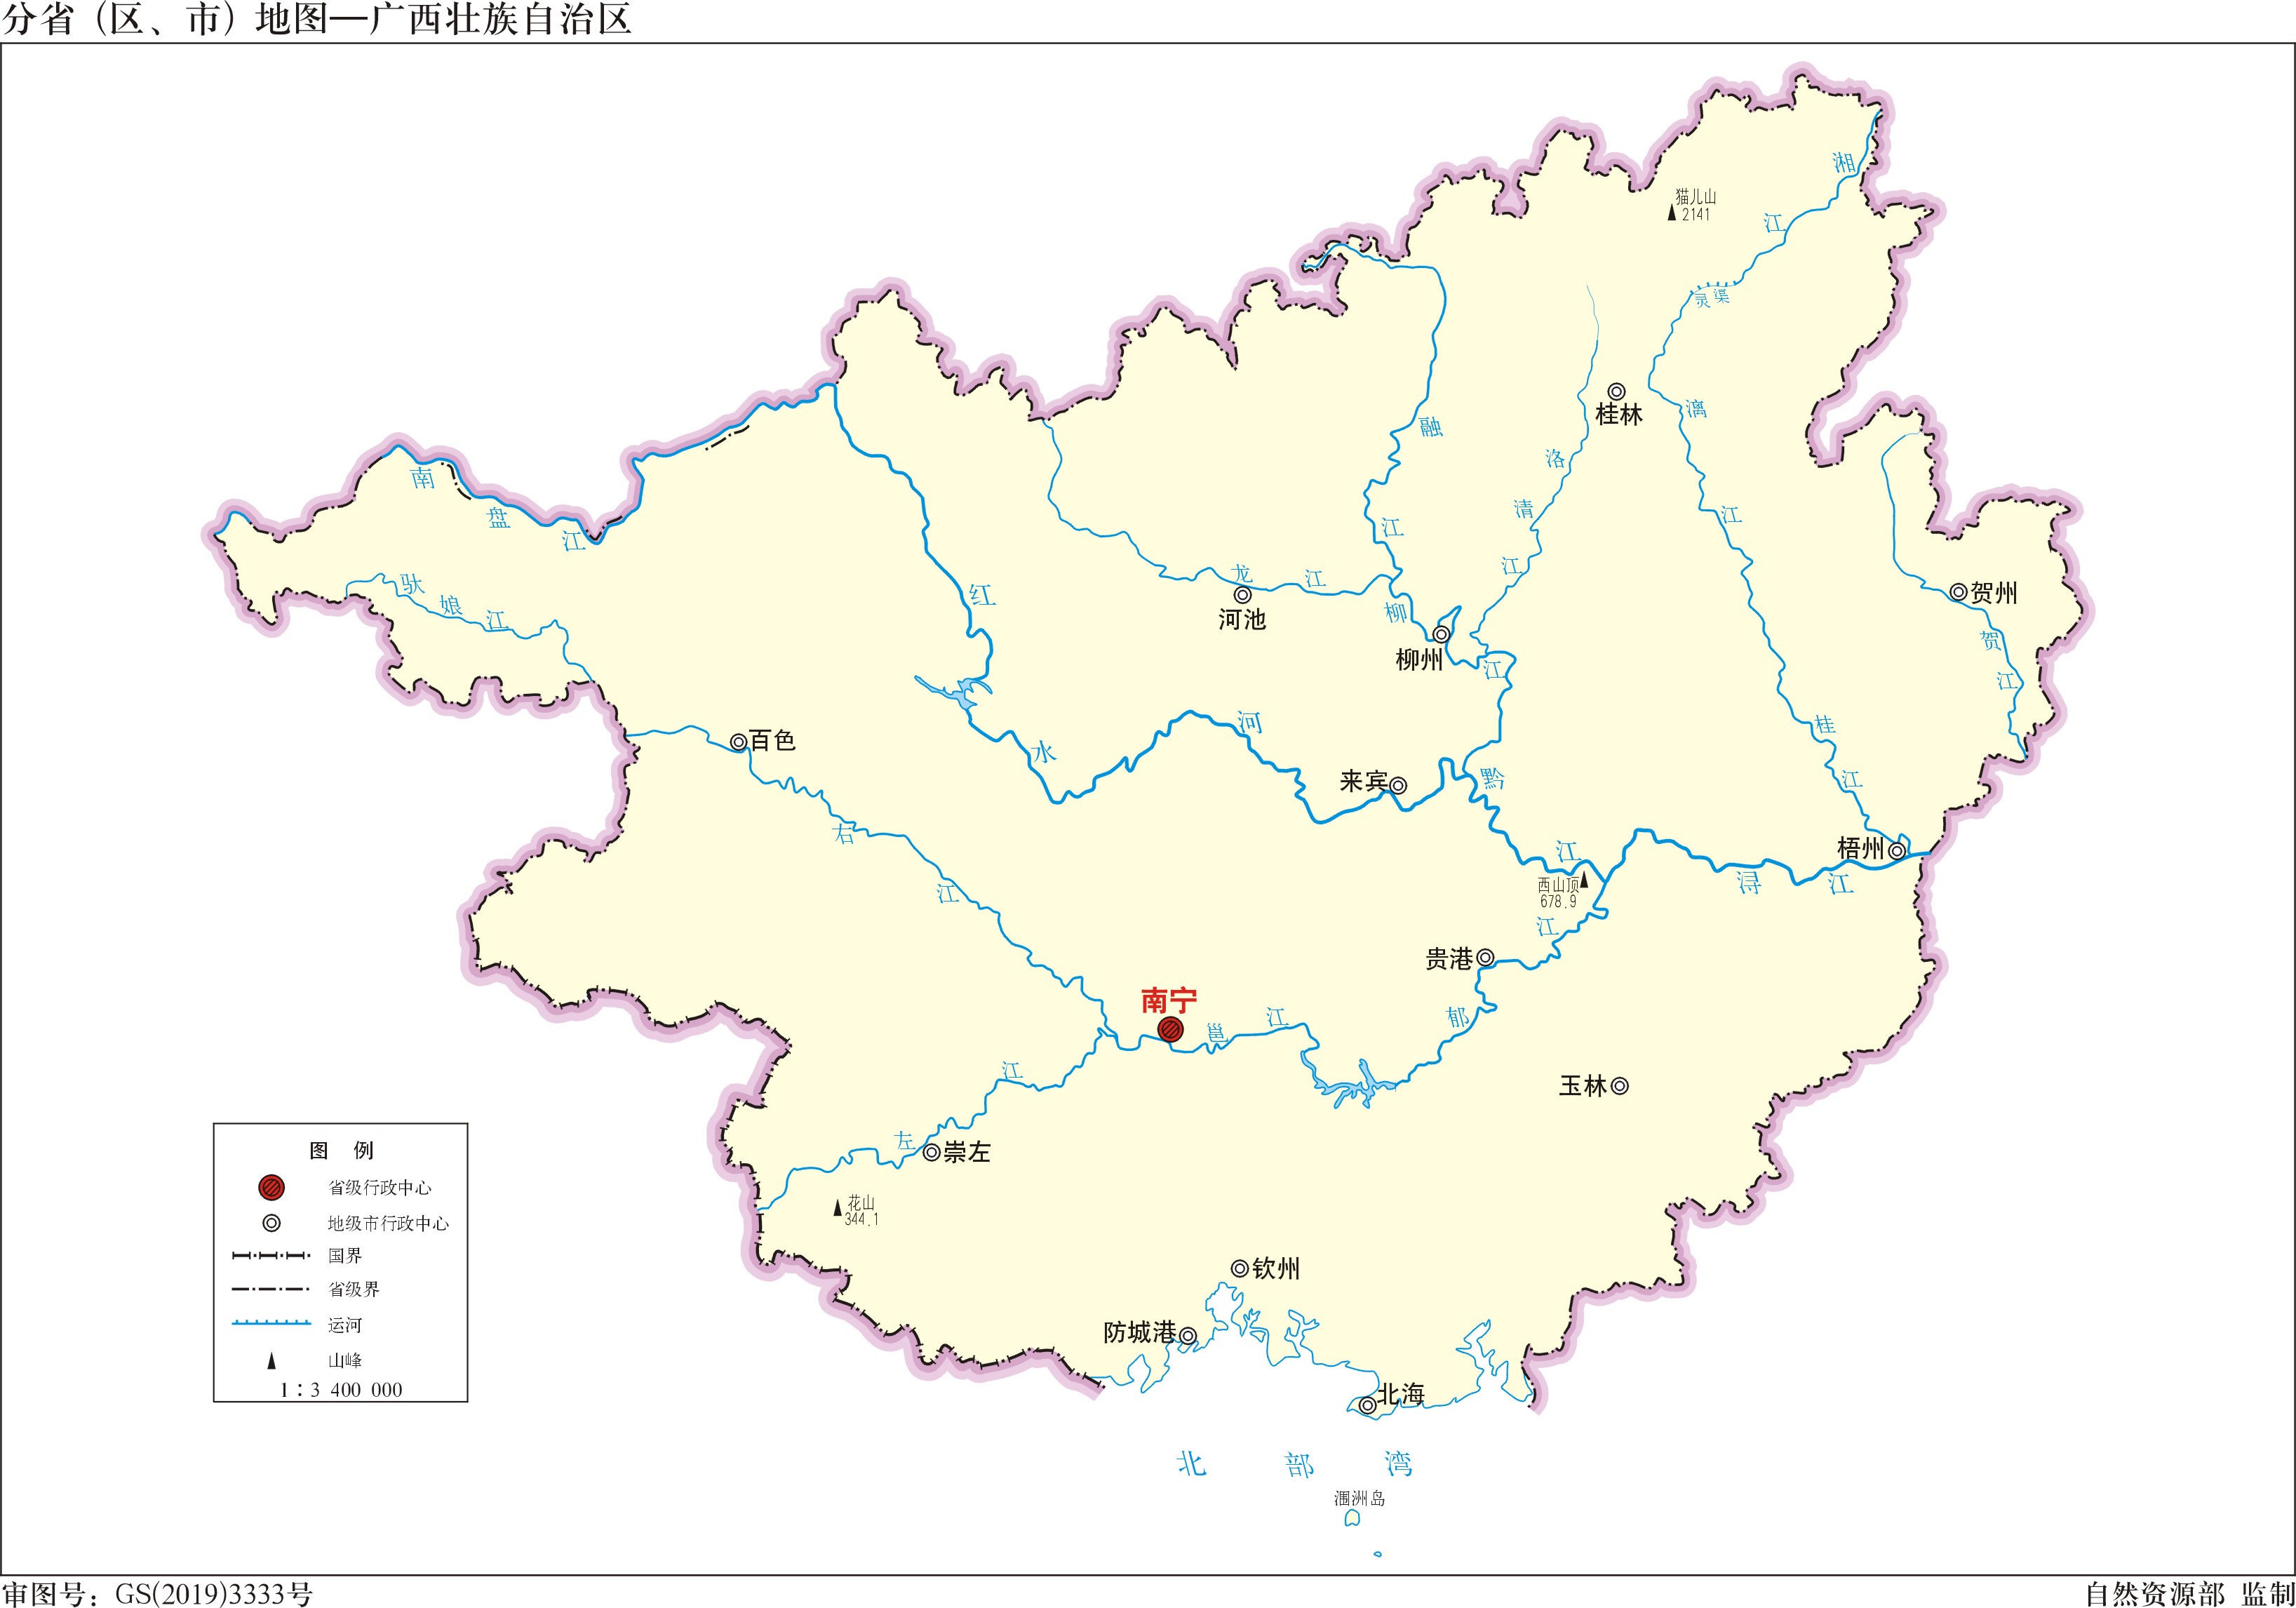 分省（区、市）地图—广西壮族自治区
湘
江
猫儿山
2141
灵渠
桂林
漓
江
融
江
洛
清
江
南
盘
江
驮
娘
江
红
水
河
龙
江
河池
柳
江
柳州
贺州
贺
江
桂
江
百色
右
江
来宾
黔
江
梧州
西山顶
678.9
浔
江
贵港
郁
江
南宁
邕
江
玉林
左
江
崇左
花山
344.1
钦州
防城港
北海
北部湾
涠洲岛
图 例
省级行政中心
地级市行政中心
国界
省级界
运河
山峰
1：3 400 000
审图号：GS(2019)3333号
自然资源部 监制